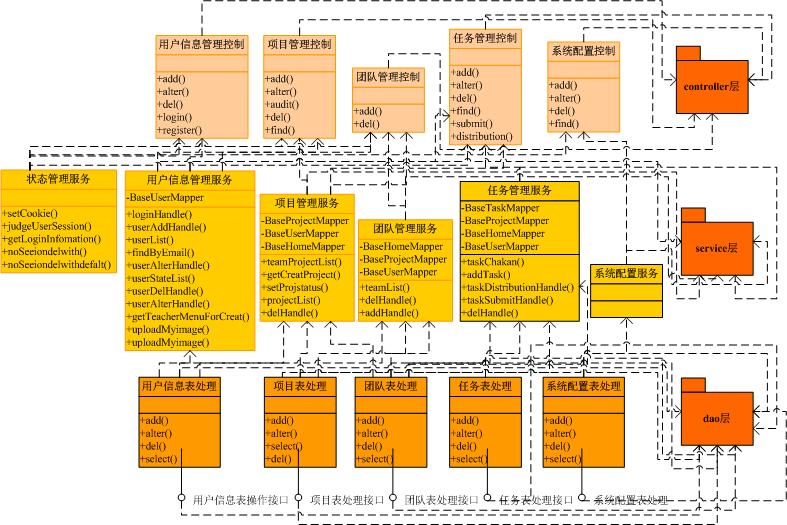 用户信息管理控制
+add()
+alter()
+del()
+login()
+register()
项目管理控制
+add()
+alter()
+audit()
+del()
+find()
团队管理控制
+add()
+del()
任务管理控制
+add()
+alter()
+del()
+find()
+submit()
+distribution()
系统配置控制
+add()
+alter()
+del()
+find()
controller层
状态管理服务
+setCookie()
+judgeUserSession()
+getLoginInfomation()
+noSeeiondelwith()
+noSeeiondelwithdefalt()
用户信息管理服务
-BaseUserMapper
+loginHandle()
+userAddHandle()
+userList()
+findByEmail()
+userAlterHandle()
+userStateList()
+userDelHandle()
+userAlterHandle()
+getTeacherMenuForCreat()
+uploadMyimage()
+uploadMyimage()
项目管理服务
-BaseProjectMapper
-BaseUserMapper
-BaseHomeMapper
+teamProjectList()
+getCreatProject()
+setProjstatus()
+projectList()
+delHandle()
团队管理服务
-BaseHomeMapper
-BaseProjectMapper
-BaseUserMapper
+teamList()
+delHandle()
+addHandle()
任务管理服务
-BaseTaskMapper
-BaseProjectMapper
-BaseHomeMapper
-BaseUserMapper
+taskChakan()
+addTask()
+taskDistributionHandle()
+taskSubmitHandle()
+delHandle()
系统配置服务
service层
用户信息表处理
+add()
+alter()
+del()
+select()
项目表处理
+add()
+alter()
+select()
+del()
团队表处理
+add()
+alter()
+del()
+select()
任务表处理
+add()
+alter()
+del()
+select()
系统配置表处理
+add()
+alter()
+del()
+select()
dao层
用户信息表操作接口
项目表处理接口
团队表处理接口
任务表处理接口
系统配置表处理